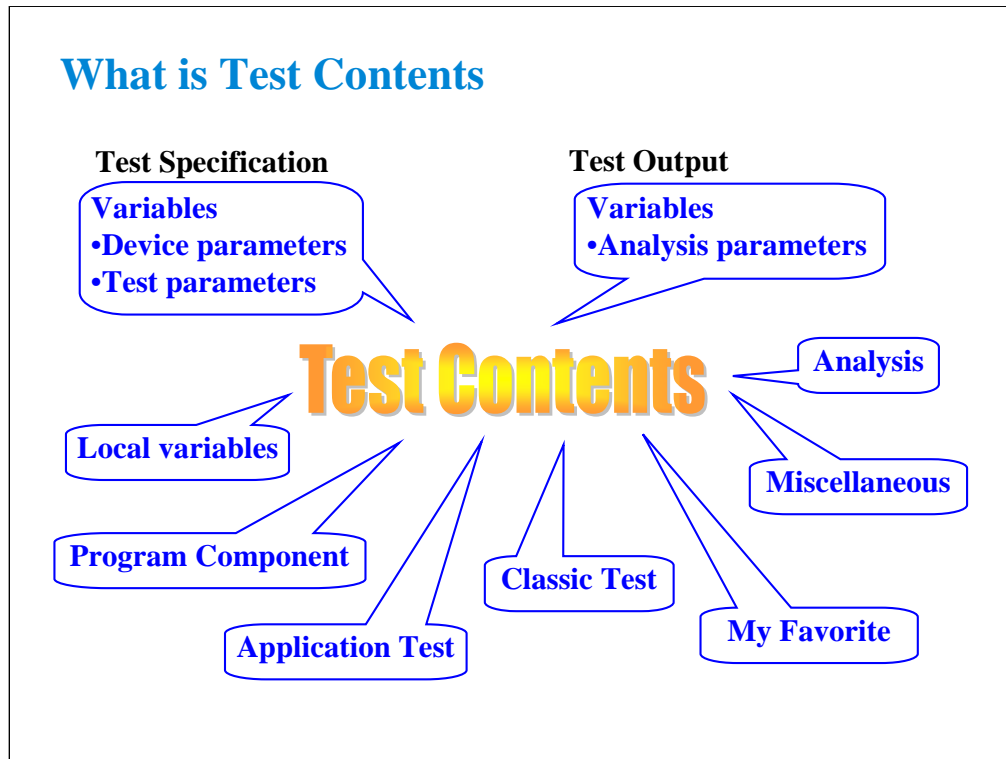 What is Test Contents
Test Specification
Variables
•Device parameters
•Test parameters
Test Output
Variables
•Analysis parameters
Test Contents
Analysis
Local variables
Miscellaneous
Program Component
Classic Test
Application Test
My Favorite